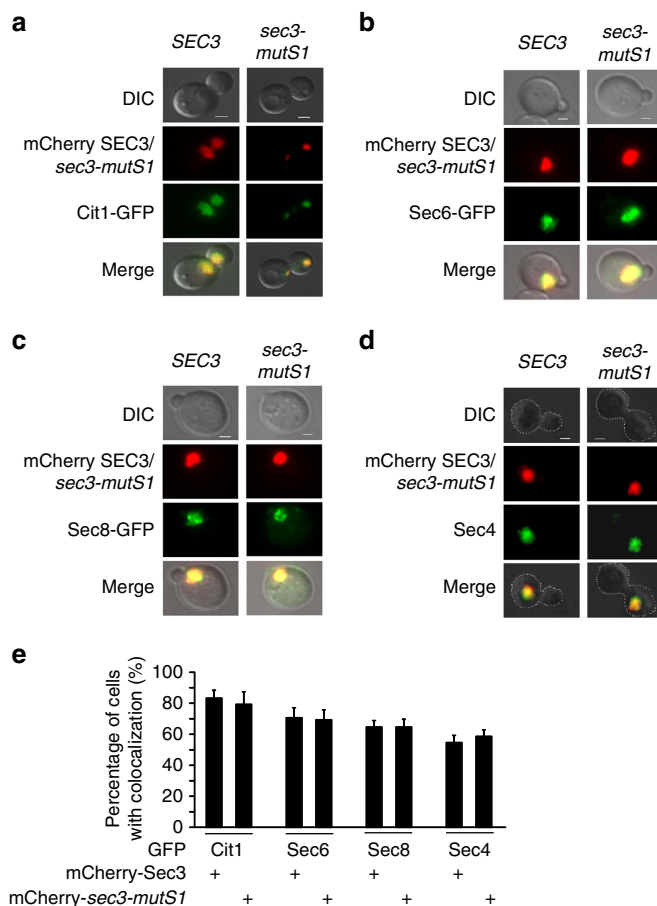 a
SEC3
sec3-
mutS1
DIC
mCherry SEC3/
sec3-mutS1
Cit1-GFP
Merge
b
SEC3
sec3-
mutS1
DIC
mCherry SEC3/
sec3-mutS1
Sec6-GFP
Merge
c
SEC3
sec3-
mutS1
DIC
mCherry SEC3/
sec3-mutS1
Sec8-GFP
Merge
d
SEC3
sec3-
mutS1
DIC
mCherry SEC3/
sec3-mutS1
Sec4
Merge
e
Percentage of cells
with colocalization (%)
100
80
60
40
20
0
GFP Cit1 Sec6 Sec8 Sec4
mCherry-Sec3 + + + +
mCherry-sec3-mutS1 + + + +